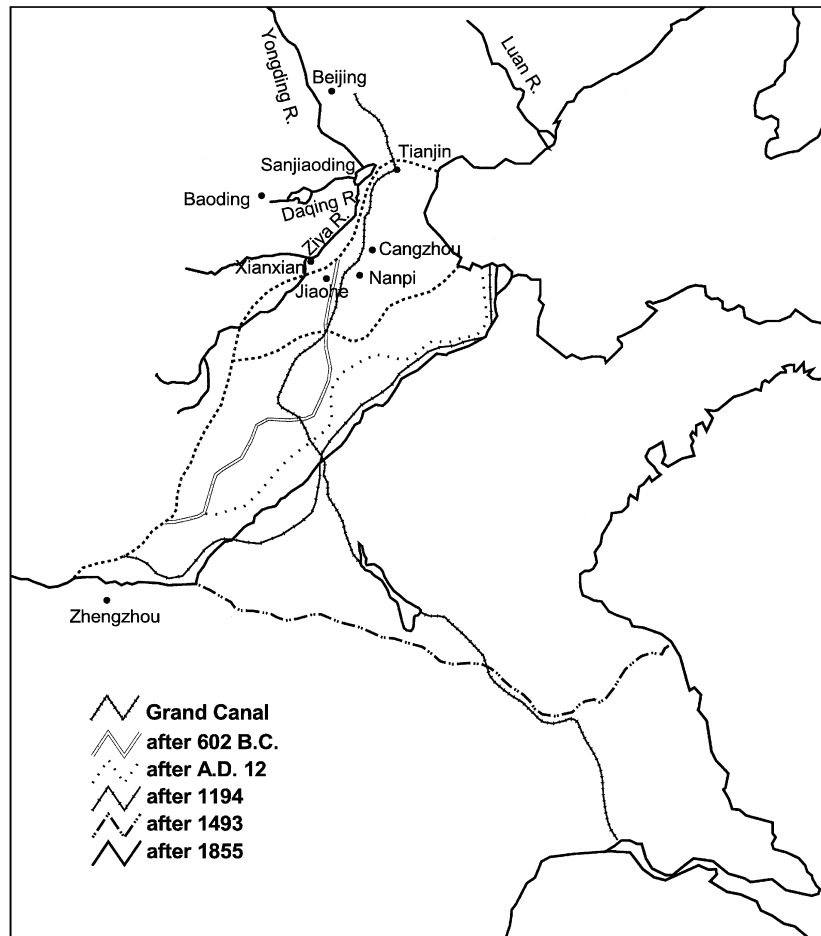 Yongding R.
Luan R.
Beijing
Tianjin
Sanjiaoding
Baoding
Daqing R.
Ziya R.
Cangzhou
Xianxian
Jiaohe
Nanpi
Zhengzhou
Grand Canal
after 602 B.C.
after A.D. 12
after 1194
after 1493
after 1855